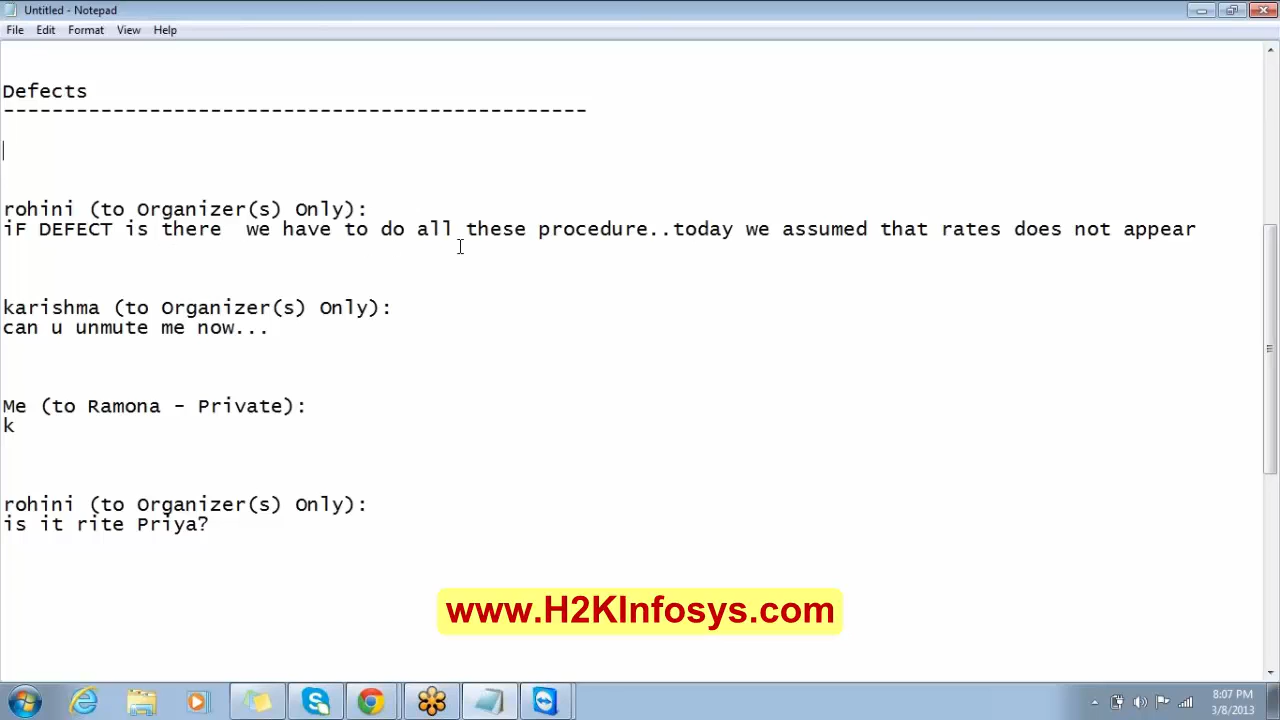 Untitled - Notepad
File Edit Format View Help
Defects
------------------------------------------------
rohini (to Organizer(s) Only):
iF DEFECT is there  we have to do all these procedure..today we assumed that rates does not appear
karishma (to Organizer(s) Only):
can u unmute me now...
Me (to Ramona - Private):
k
rohini (to Organizer(s) Only):
is it rite Priya?
www.H2KInfosys.com
8:07 PM
3/8/2013